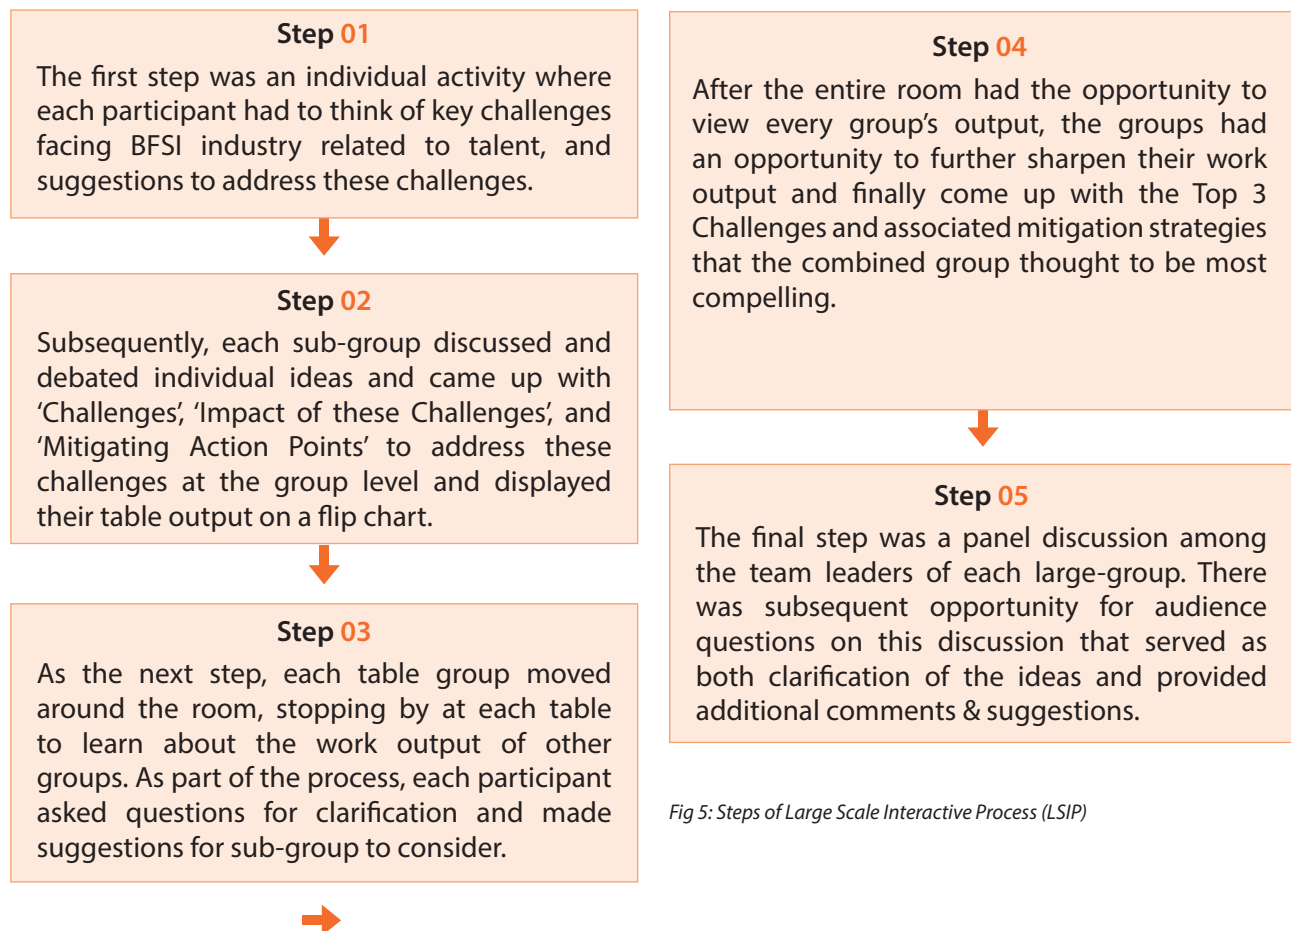 Step 01
The first step was an individual activity where
each participant had to think of key challenges
facing BFSI industry related to talent, and
suggestions to address these challenges.
Step 02
Subsequently, each sub-group discussed and
debated individual ideas and came up with
‘Challenges’, ‘Impact of these Challenges’, and
‘Mitigating Action Points’ to address these
challenges at the group level and displayed
their table output on a flip chart.
Step 03
As the next step, each table group moved
around the room, stopping by at each table
to learn about the work output of other
groups. As part of the process, each participant
asked questions for clarification and made
suggestions for sub-group to consider.
Step 04
After the entire room had the opportunity to
view every group’s output, the groups had
an opportunity to further sharpen their work
output and finally come up with the Top 3
Challenges and associated mitigation strategies
that the combined group thought to be most
compelling.
Step 05
The final step was a panel discussion among
the team leaders of each large-group. There
was subsequent opportunity for audience
questions on this discussion that served as
both clarification of the ideas and provided
additional comments & suggestions.
Fig 5: Steps of Large Scale Interactive Process (LSIP)